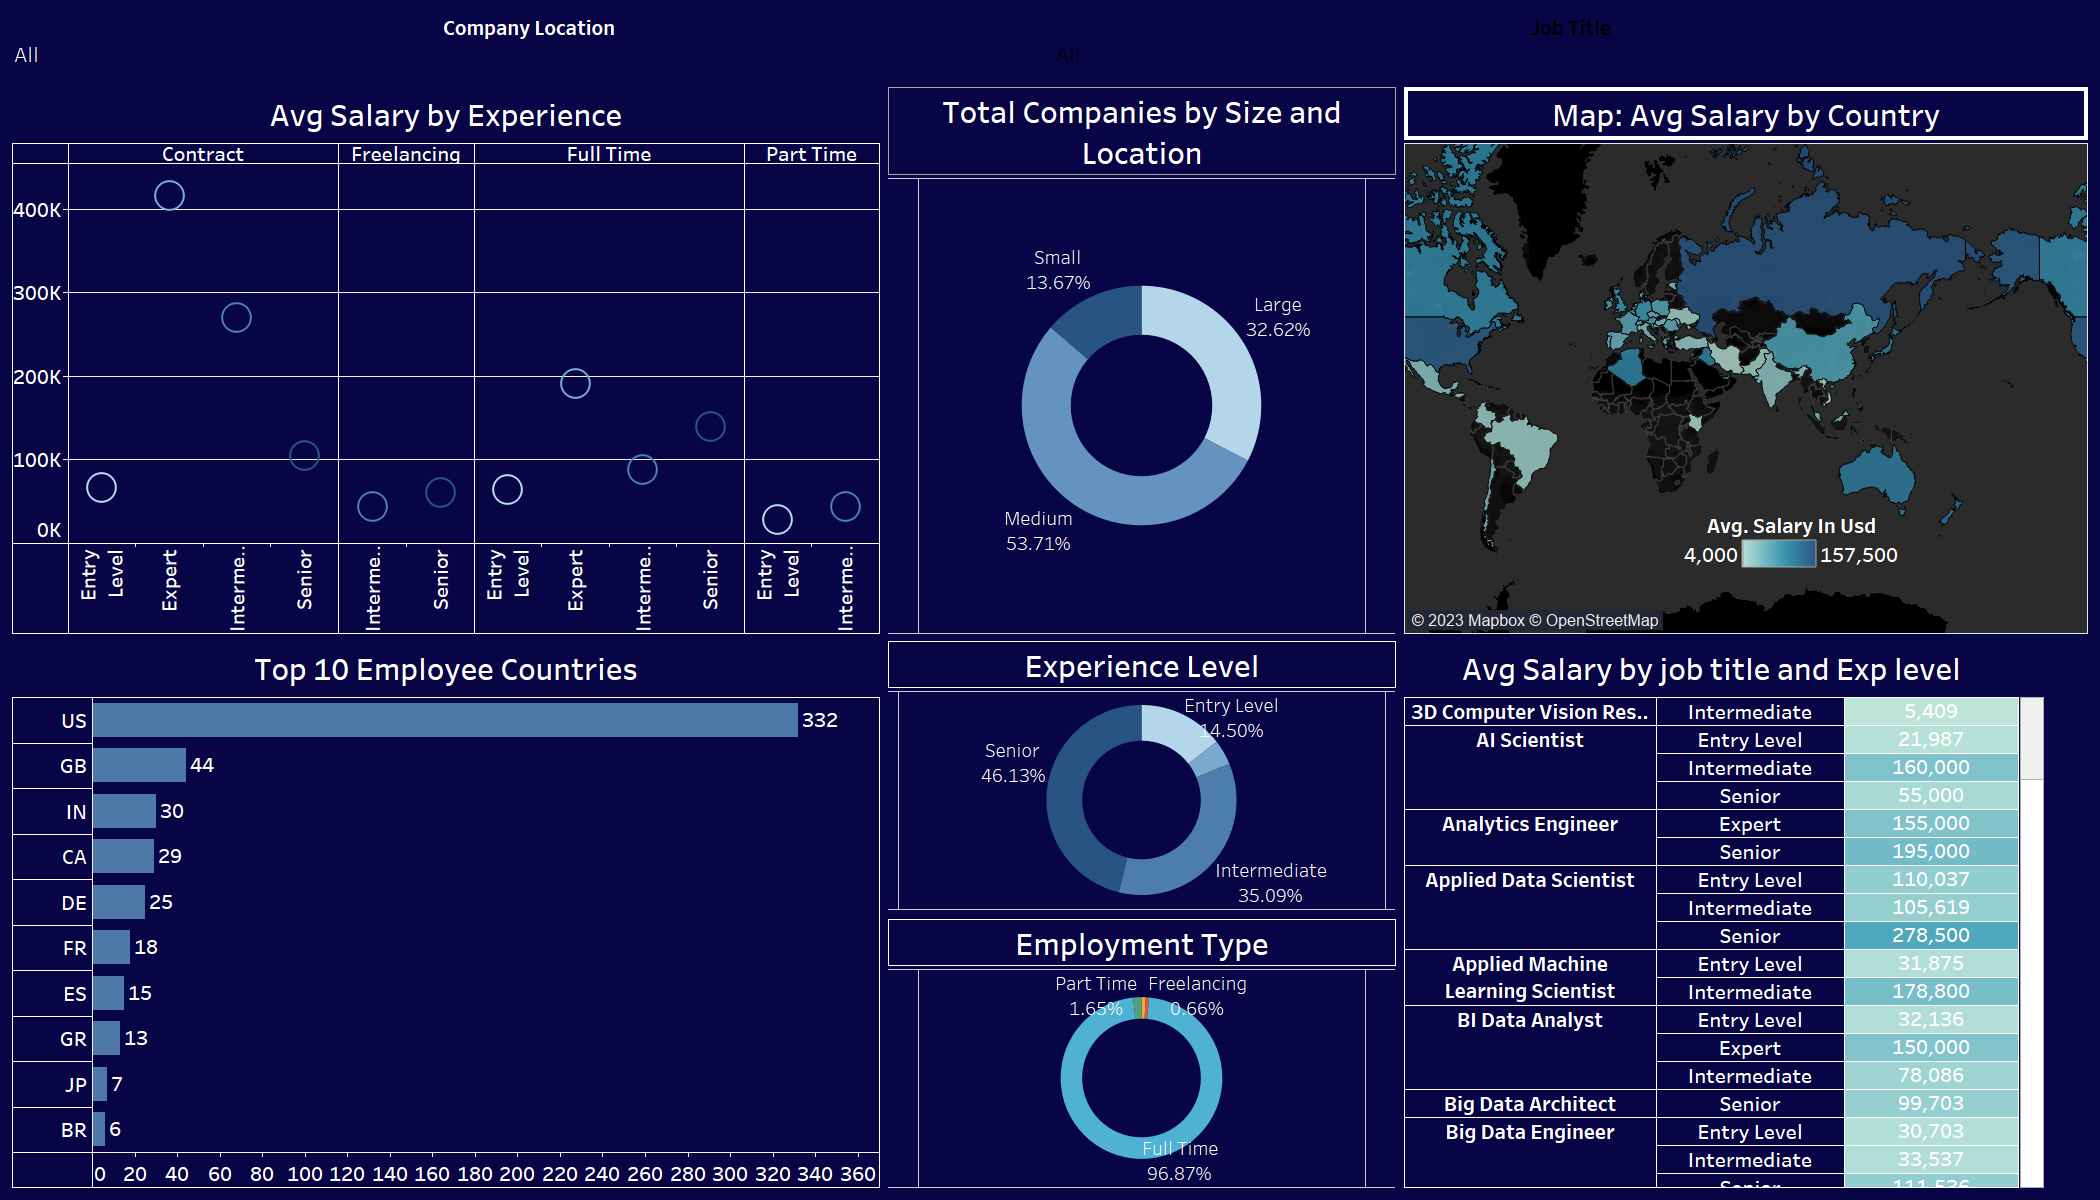 Company Location
All
Job Title
All
Avg Salary by Experience
Contract
Freelancing
Full Time
Part Time
400K
300K
200K
100K
0K
Entry
Level
Expert
Interme..
Senior
Interme..
Senior
Entry
Level
Expert
Interme..
Senior
Entry
Level
Interme..
Total Companies by Size and
Location
Small
13.67%
Large
32.62%
Medium
53.71%
Map: Avg Salary by Country
Avg. Salary In Usd
4,000
157,500
© 2023 Mapbox © OpenStreetMap
Top 10 Employee Countries
US 332
GB 44
IN 30
CA 29
DE 25
FR 18
ES 15
GR 13
JP 7
BR 6
0 20 40 60 80 100 120 140 160 180 200 220 240 260 280 300 320 340 360
Experience Level
Entry Level
14.50%
Senior
46.13%
Intermediate
35.09%
Employment Type
Part Time
1.65%
Freelancing
0.66%
Full Time
96.87%
Avg Salary by job title and Exp level
3D Computer Vision Res.. Intermediate 5,409
AI Scientist Entry Level 21,987
Intermediate 160,000
Senior 55,000
Analytics Engineer Expert 155,000
Senior 195,000
Applied Data Scientist Entry Level 110,037
Intermediate 105,619
Senior 278,500
Applied Machine Entry Level 31,875
Learning Scientist Intermediate 178,800
BI Data Analyst Entry Level 32,136
Expert 150,000
Intermediate 78,086
Big Data Architect Senior 99,703
Big Data Engineer Entry Level 30,703
Intermediate 33,537
Senior 111,536